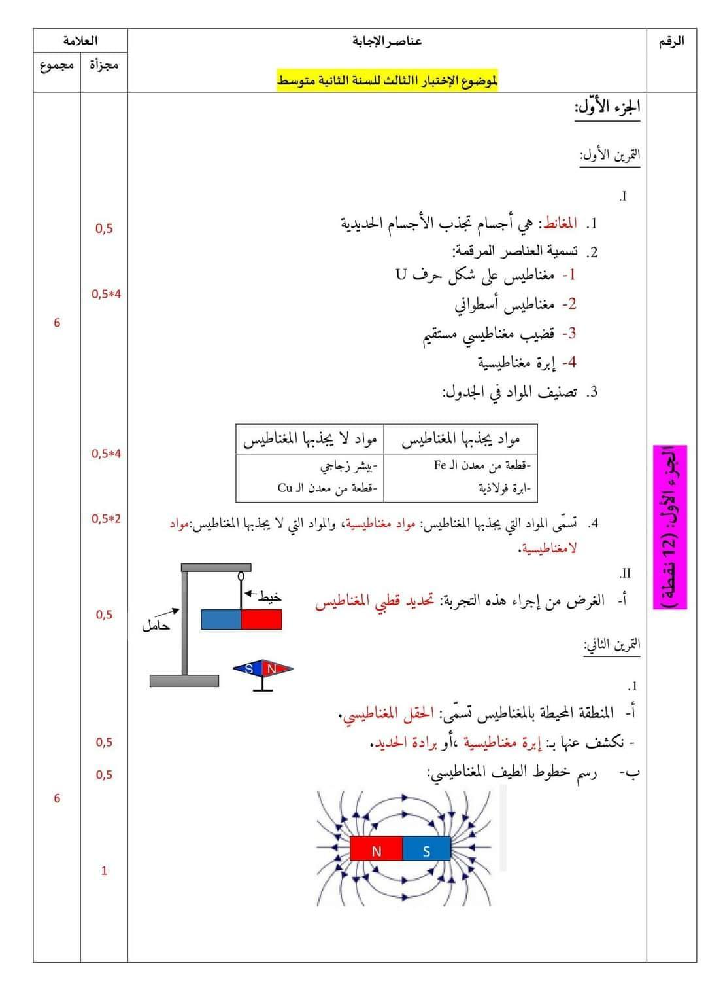 الرقم
عناصر الإجابة
العلامة
مجزأة
مجموع
لموضوع الإختبار االثالث للسنة الثانية متوسط
الجزء الأوّل:
التمرين الأول:
I.
1. المغانط: هي أجسام تجذب الأجسام الحديدية
0,5
2. تسمية العناصر المرقمة:
1- مغناطيس على شكل حرف U
0,5*4
2- مغناطيس أسطواني
6
3- قضيب مغناطيسي مستقيم
4- إبرة مغناطيسية
3. تصنيف المواد في الجدول:
مواد يجذبها المغناطيس
مواد لا يجذبها المغناطيس
0,5*4
-قطعة من معدن الـ Fe
-بيشر زجاجي
-ابرة فولاذية
-قطعة من معدن الـ Cu
الجزء الأول: (12 نقطة )
4. تسمّى المواد التي يجذبها المغناطيس: مواد مغناطيسية، والمواد التي لا يجذبها المغناطيس:مواد
0,5*2
لامغناطيسية.
II.
أ- الغرض من إجراء هذه التجربة: تحديد قطبي المغناطيس
خيط
حامل
0,5
S N
التمرين الثاني:
1.
أ- المنطقة المحيطة بالمغناطيس تسمّى: الحقل المغناطيسي.
- نكشف عنها بـ: إبرة مغناطيسية ،أو برادة الحديد.
0,5
ب- رسم خطوط الطيف المغناطيسي:
0,5
6
N S
1